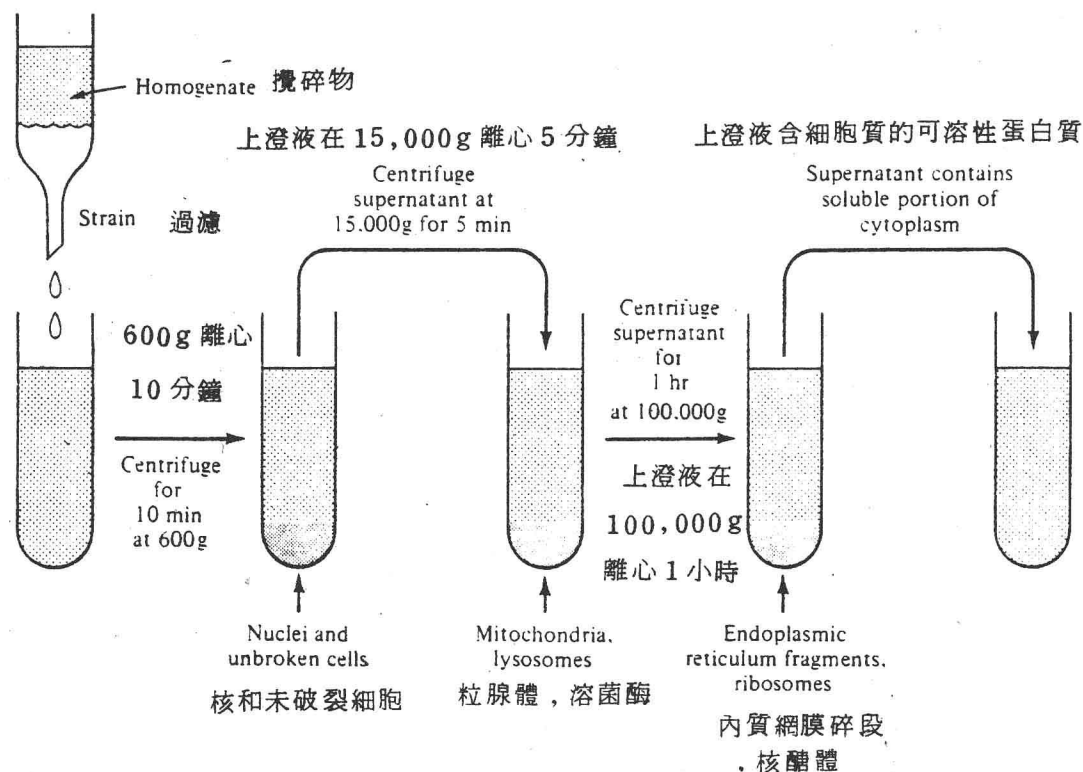 Homogenate 攪碎物
上澄液在 15,000g 離心 5 分鐘
Centrifuge
supernatant at
15.000g for 5 min
上澄液含細胞質的可溶性蛋白質
Supernatant contains
soluble portion of
cytoplasm
Strain 過濾
600g 離心
10 分鐘
Centrifuge
for
10 min
at 600g
Centrifuge
supernatant
for
1 hr
at 100.000g
上澄液在
100,000g
離心 1 小時
Nuclei and
unbroken cells
核和未破裂細胞
Mitochondria,
lysosomes
粒腺體，溶菌酶
Endoplasmic
reticulum fragments,
ribosomes
內質網膜碎段
，核醣體